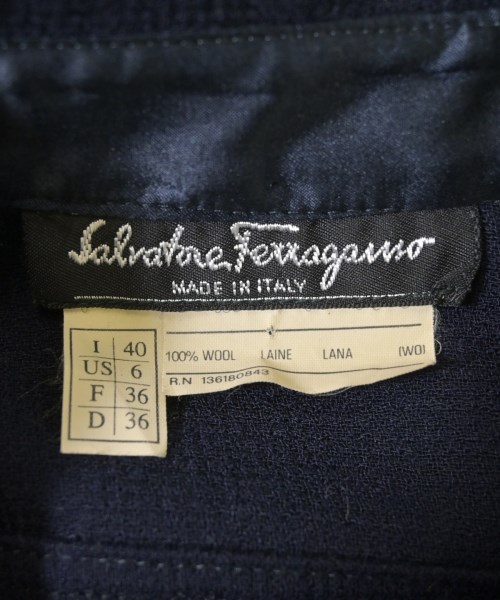 Salvatore Ferragamo
MADE IN ITALY
I 40
US 6
F 36
D 36
100% WOOL LAINE LANA (WO)
R.N 136180843